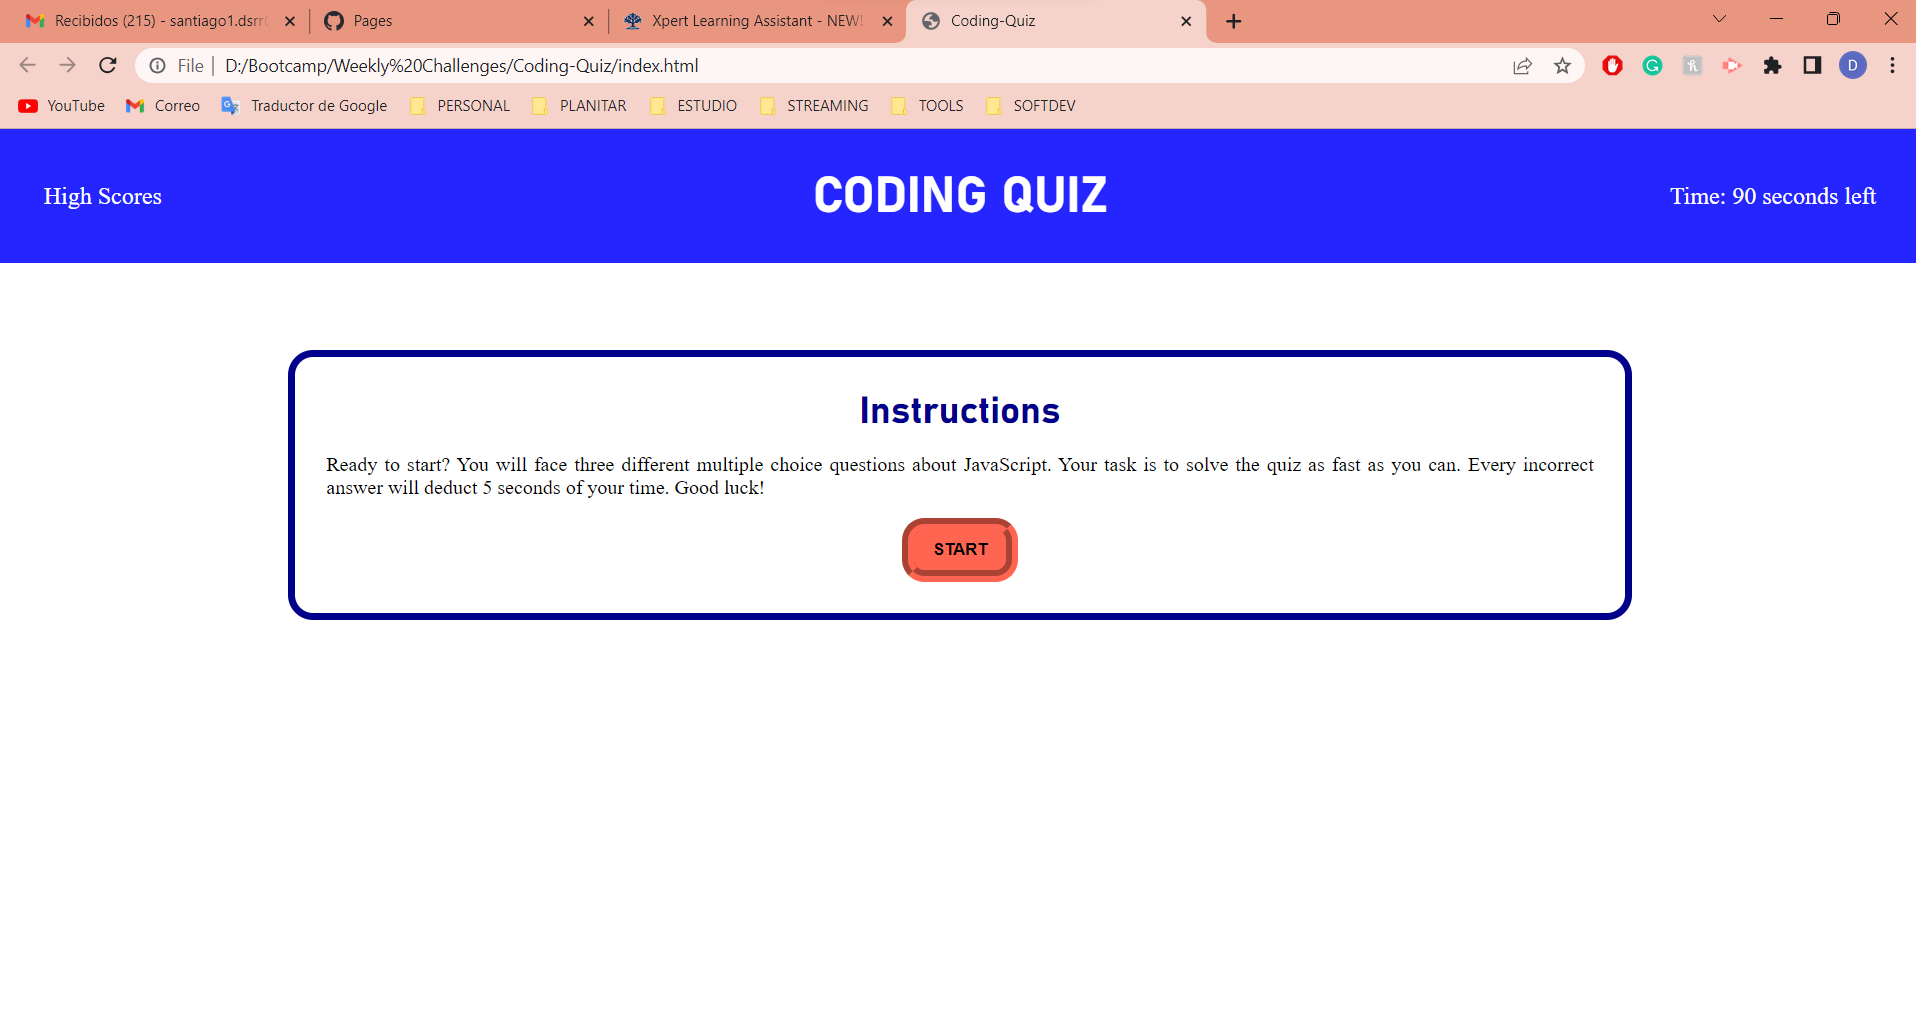 Recibidos (215) - santiago1.dsrr
Pages
Xpert Learning Assistant - NEW!
Coding-Quiz
File
D:/Bootcamp/Weekly%20Challenges/Coding-Quiz/index.html
D
YouTube
Correo
Traductor de Google
PERSONAL
PLANITAR
ESTUDIO
STREAMING
TOOLS
SOFTDEV
High Scores
CODING QUIZ
Time: 90 seconds left
Instructions
Ready to start? You will face three different multiple choice questions about JavaScript. Your task is to solve the quiz as fast as you can. Every incorrect
answer will deduct 5 seconds of your time. Good luck!
START